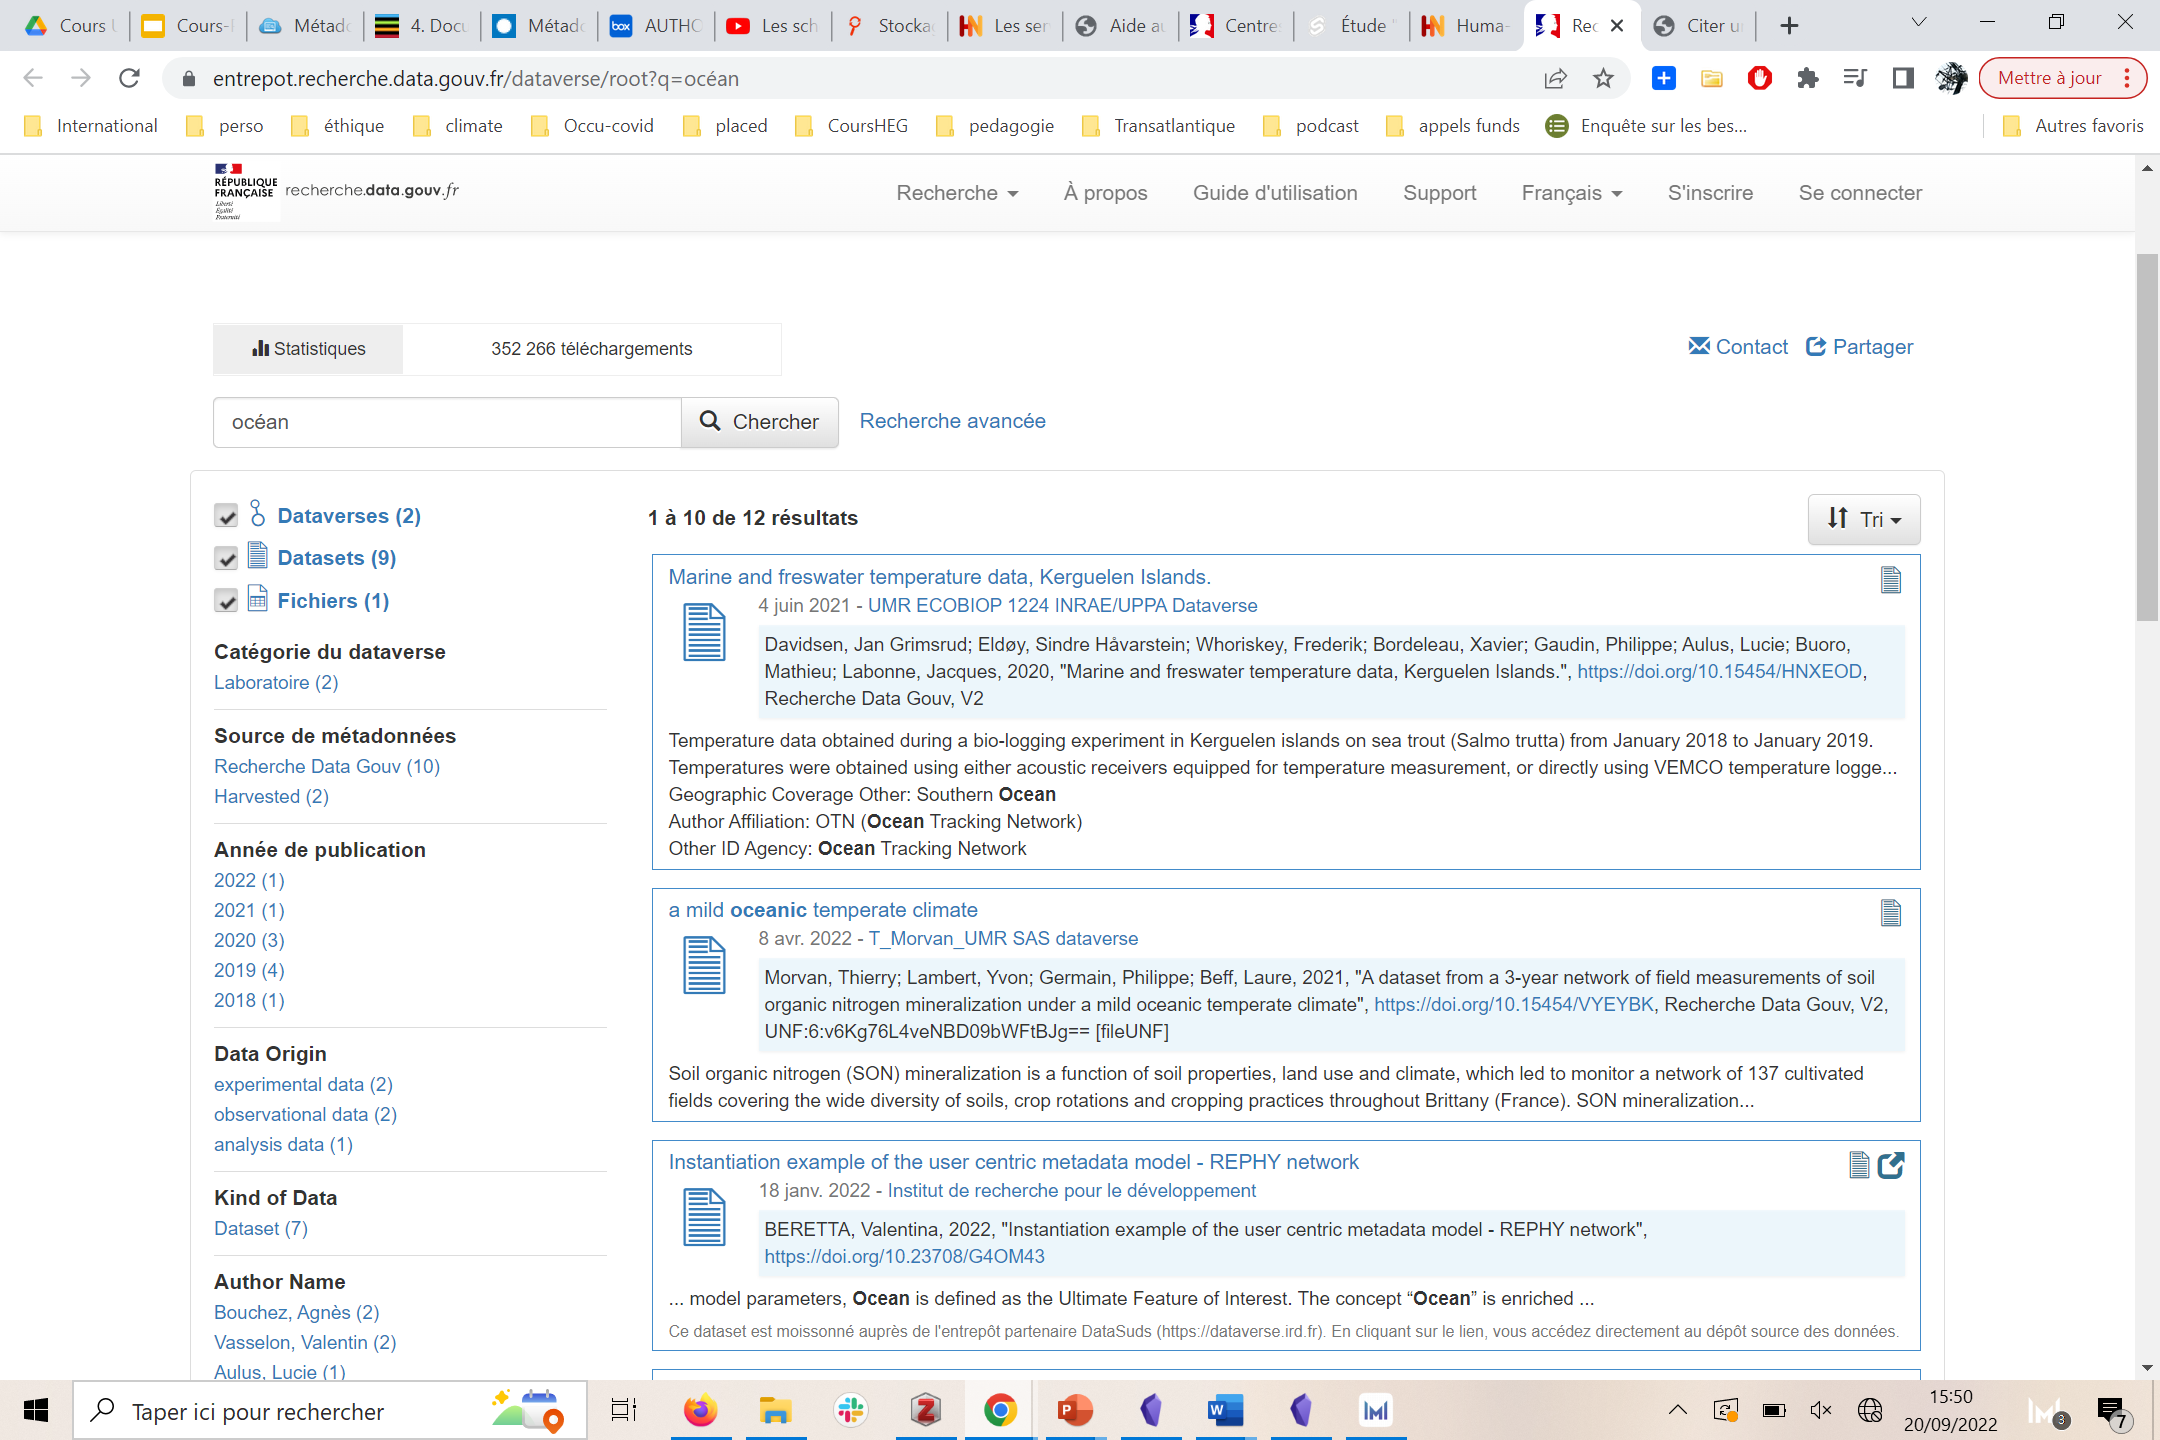 Cours U
Cours-
Métado
4. Docu
Métado
box
AUTHO
Les sch
Stockag
Les ser
Aide au
Centre
Étude "
Huma-
Rec
Citer u
entrepot.recherche.data.gouv.fr/dataverse/root?q=océan
Mettre à jour
International
perso
éthique
climate
Occu-covid
placed
CoursHEG
pedagogie
Transatlantique
podcast
appels funds
Enquête sur les bes...
Autres favoris
RÉPUBLIQUE
FRANÇAISE
Liberté
Égalité
Fraternité
recherche.data.gouv.fr
Recherche
À propos
Guide d'utilisation
Support
Français
S'inscrire
Se connecter
Statistiques
352 266 téléchargements
Contact
Partager
océan
Chercher
Recherche avancée
Dataverses (2)
Datasets (9)
Fichiers (1)
Catégorie du dataverse
Laboratoire (2)
Source de métadonnées
Recherche Data Gouv (10)
Harvested (2)
Année de publication
2022 (1)
2021 (1)
2020 (3)
2019 (4)
2018 (1)
Data Origin
experimental data (2)
observational data (2)
analysis data (1)
Kind of Data
Dataset (7)
Author Name
Bouchez, Agnès (2)
Vasselon, Valentin (2)
Aulus, Lucie (1)
1 à 10 de 12 résultats
Tri
Marine and freswater temperature data, Kerguelen Islands.
4 juin 2021 - UMR ECOBIOP 1224 INRAE/UPPA Dataverse
Davidsen, Jan Grimsrud; Eldøy, Sindre Håvarstein; Whoriskey, Frederik; Bordeleau, Xavier; Gaudin, Philippe; Aulus, Lucie; Buoro,
Mathieu; Labonne, Jacques, 2020, "Marine and freswater temperature data, Kerguelen Islands.", https://doi.org/10.15454/HNXEOD,
Recherche Data Gouv, V2
Temperature data obtained during a bio-logging experiment in Kerguelen islands on sea trout (Salmo trutta) from January 2018 to January 2019.
Temperatures were obtained using either acoustic receivers equipped for temperature measurement, or directly using VEMCO temperature logge...
Geographic Coverage Other: Southern Ocean
Author Affiliation: OTN (Ocean Tracking Network)
Other ID Agency: Ocean Tracking Network
a mild oceanic temperate climate
8 avr. 2022 - T_Morvan_UMR SAS dataverse
Morvan, Thierry; Lambert, Yvon; Germain, Philippe; Beff, Laure, 2021, "A dataset from a 3-year network of field measurements of soil
organic nitrogen mineralization under a mild oceanic temperate climate", https://doi.org/10.15454/VYEYBK, Recherche Data Gouv, V2,
UNF:6:v6Kg76L4veNBD09bWFtBJg== [fileUNF]
Soil organic nitrogen (SON) mineralization is a function of soil properties, land use and climate, which led to monitor a network of 137 cultivated
fields covering the wide diversity of soils, crop rotations and cropping practices throughout Brittany (France). SON mineralization...
Instantiation example of the user centric metadata model - REPHY network
18 janv. 2022 - Institut de recherche pour le développement
BERETTA, Valentina, 2022, "Instantiation example of the user centric metadata model - REPHY network",
https://doi.org/10.23708/G4OM43
... model parameters, Ocean is defined as the Ultimate Feature of Interest. The concept “Ocean” is enriched ...
Ce dataset est moissonné auprès de l'entrepôt partenaire DataSuds (https://dataverse.ird.fr). En cliquant sur le lien, vous accédez directement au dépôt source des données.
Taper ici pour rechercher
15:50
20/09/2022
3
7